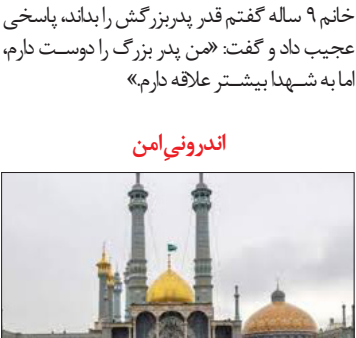 خانم ۹ ساله گفتم قدر پدربزرگش را بداند، پاسخی
عجیب داد و گفت: «من پدر بزرگ را دوست دارم،
اما به شهدا بیشتر علاقه دارم.»
اندرونیِ امن